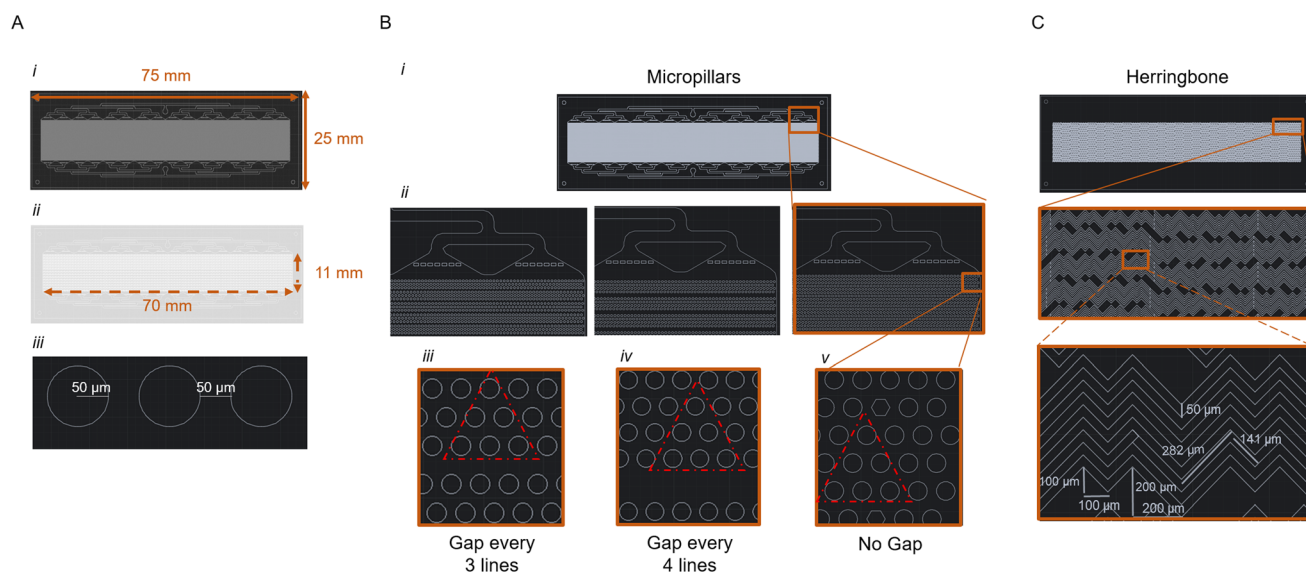 A
B
C
i
75 mm
25 mm
ii
11 mm
70 mm
iii
50 µm
50 µm
i
Micropillars
ii
iii
iv
v
Gap every
3 lines
Gap every
4 lines
No Gap
Herringbone
50 µm
141 µm
282 µm
100 µm
100 µm
200 µm
200 µm